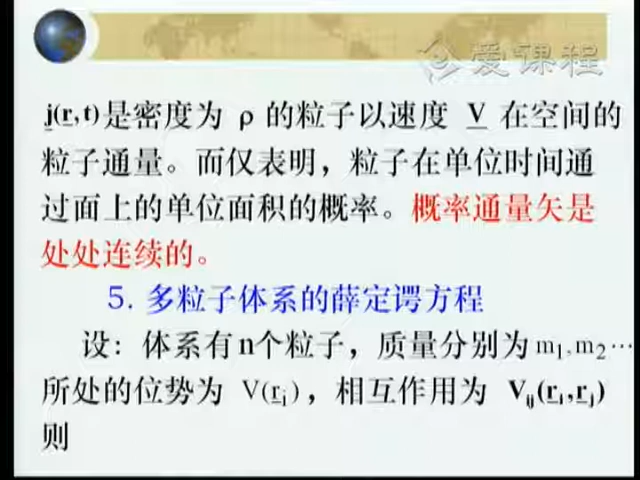 爱课程
j(r,t)是密度为 ρ 的粒子以速度 V 在空间的
粒子通量。而仅表明，粒子在单位时间通
过面上的单位面积的概率。概率通量矢是
处处连续的。
5. 多粒子体系的薛定谔方程
设：体系有n个粒子，质量分别为m₁,m₂⋯
所处的位势为 V(rᵢ)，相互作用为 Vᵢⱼ(rᵢ,rⱼ)
则